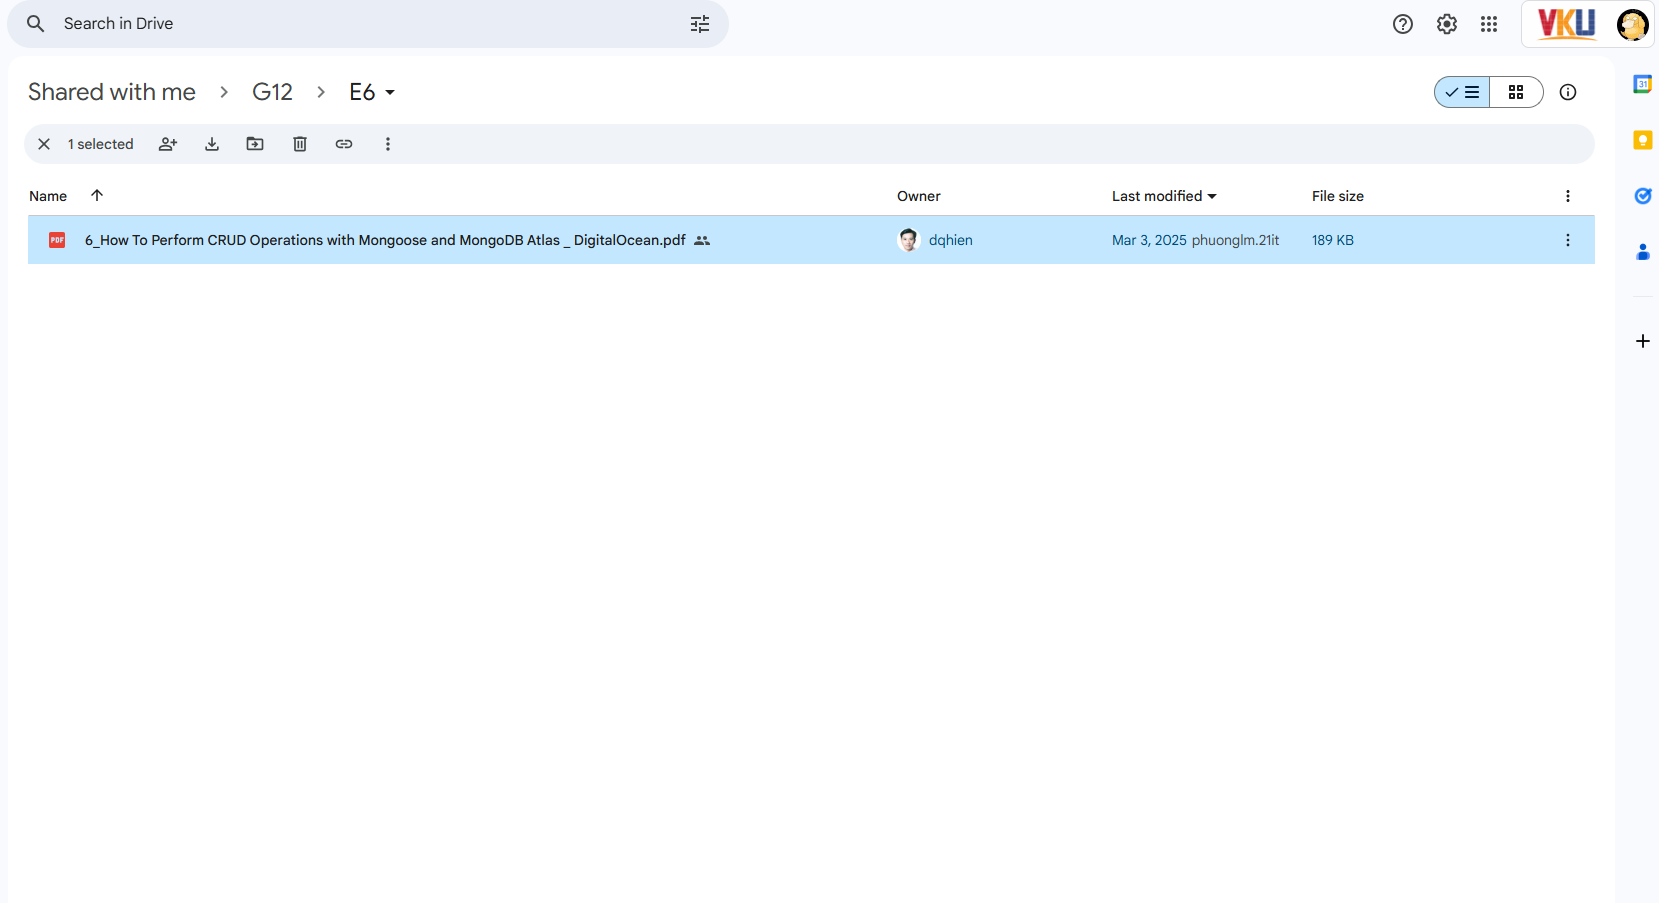 Search in Drive
VKU
Shared with me > G12 > E6
1 selected
Name Owner Last modified File size
PDF 6_How To Perform CRUD Operations with Mongoose and MongoDB Atlas _ DigitalOcean.pdf dqhien Mar 3, 2025 phuonglm.21it 189 KB
31